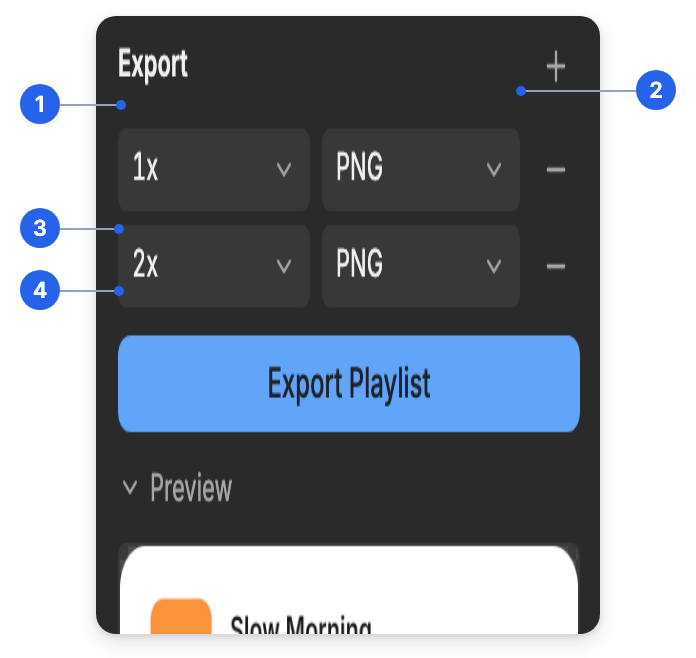 Export
1
2
1x PNG
3
2x PNG
4
Export Playlist
Preview
Slow Morning